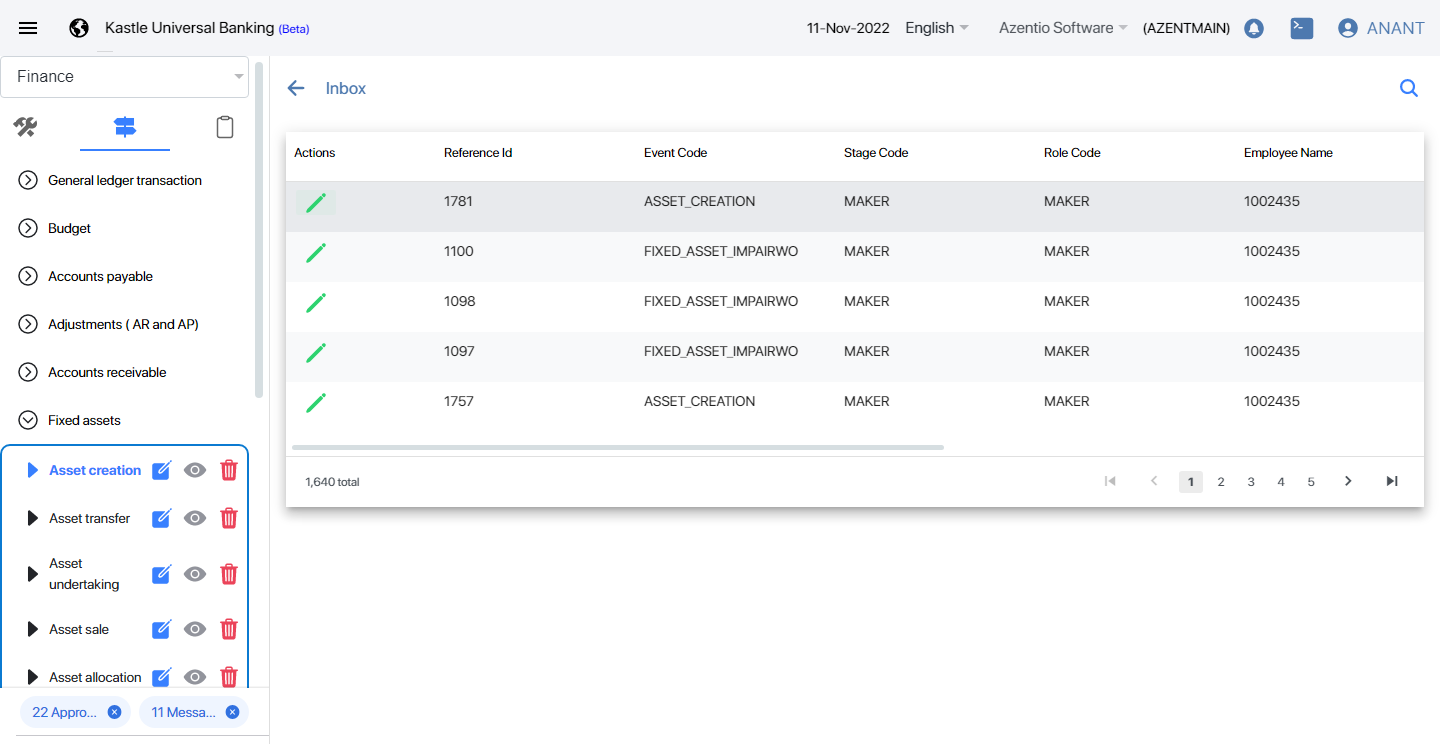 Kastle Universal Banking (Beta)
11-Nov-2022 English Azentio Software (AZENTMAIN) ANANT
Finance
General ledger transaction
Budget
Accounts payable
Adjustments ( AR and AP)
Accounts receivable
Fixed assets
Asset creation
Asset transfer
Asset
undertaking
Asset sale
Asset allocation
22 Appro... 11 Messa...
Inbox
Actions Reference Id Event Code Stage Code Role Code Employee Name
1781 ASSET_CREATION MAKER MAKER 1002435
1100 FIXED_ASSET_IMPAIRWO MAKER MAKER 1002435
1098 FIXED_ASSET_IMPAIRWO MAKER MAKER 1002435
1097 FIXED_ASSET_IMPAIRWO MAKER MAKER 1002435
1757 ASSET_CREATION MAKER MAKER 1002435
1,640 total 1 2 3 4 5